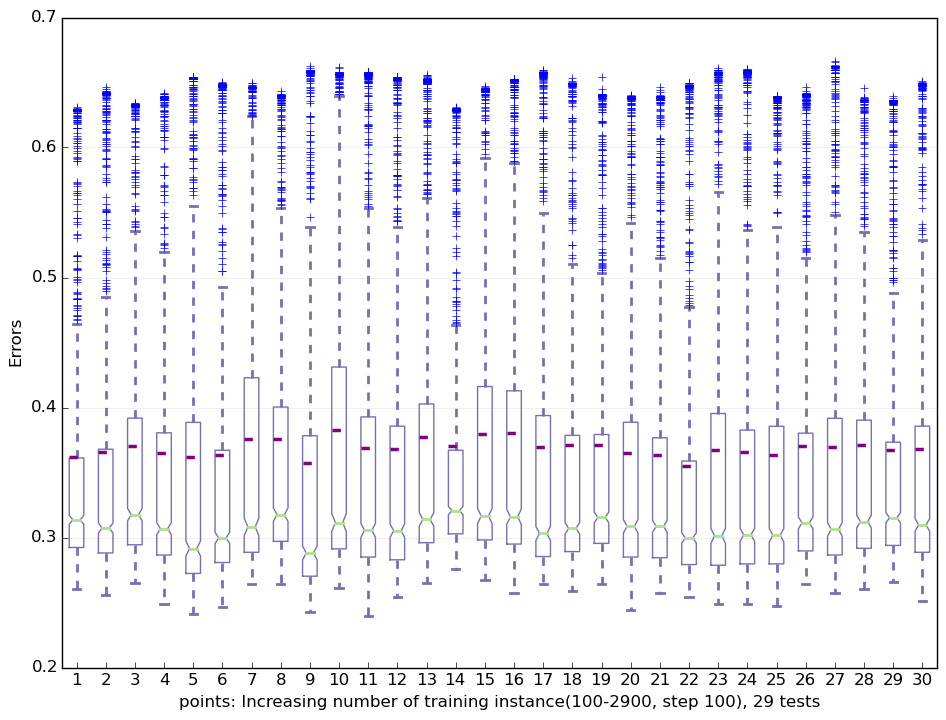 0.7
0.6
0.5
0.4
0.3
0.2
Errors
1 2 3 4 5 6 7 8 9 10 11 12 13 14 15 16 17 18 19 20 21 22 23 24 25 26 27 28 29 30
points: Increasing number of training instance(100-2900, step 100), 29 tests